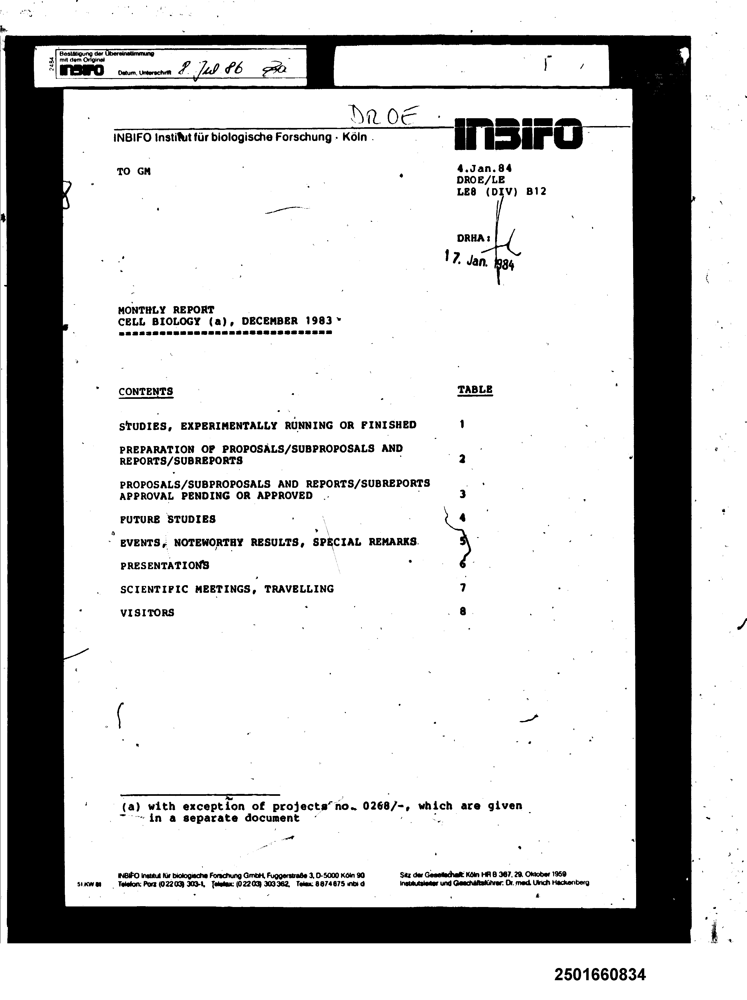 2484
Bestätigung der Übereinstimmung
mit dem Original
INBIFO
Datum, Unterschrift 8. Jul 86
DROE
INBIFO Institut für biologische Forschung · Köln
INBIFO
TO GM
4.Jan.84
DROE/LE
LE8 (DIV) B12
DRHA:
17. Jan. 1984
MONTHLY REPORT
CELL BIOLOGY (a), DECEMBER 1983
===============================
CONTENTS TABLE
STUDIES, EXPERIMENTALLY RUNNING OR FINISHED 1
PREPARATION OF PROPOSALS/SUBPROPOSALS AND
REPORTS/SUBREPORTS 2
PROPOSALS/SUBPROPOSALS AND REPORTS/SUBREPORTS
APPROVAL PENDING OR APPROVED 3
FUTURE STUDIES 4
EVENTS, NOTEWORTHY RESULTS, SPECIAL REMARKS 5
PRESENTATIONS 6
SCIENTIFIC MEETINGS, TRAVELLING 7
VISITORS 8
(a) with exception of projects no. 0268/-, which are given
in a separate document
INBIFO Institut für biologische Forschung GmbH, Fuggerstraße 3, D-5000 Köln 90
Telefon: Porz (0 22 03) 303-1, Telefax: (0 22 03) 303 362, Telex: 8 874 675 inbi d
Sitz der Gesellschaft: Köln HR B 367, 29. Oktober 1959
Institutsleiter und Geschäftsführer: Dr. med. Ulrich Hackenberg
2501660834